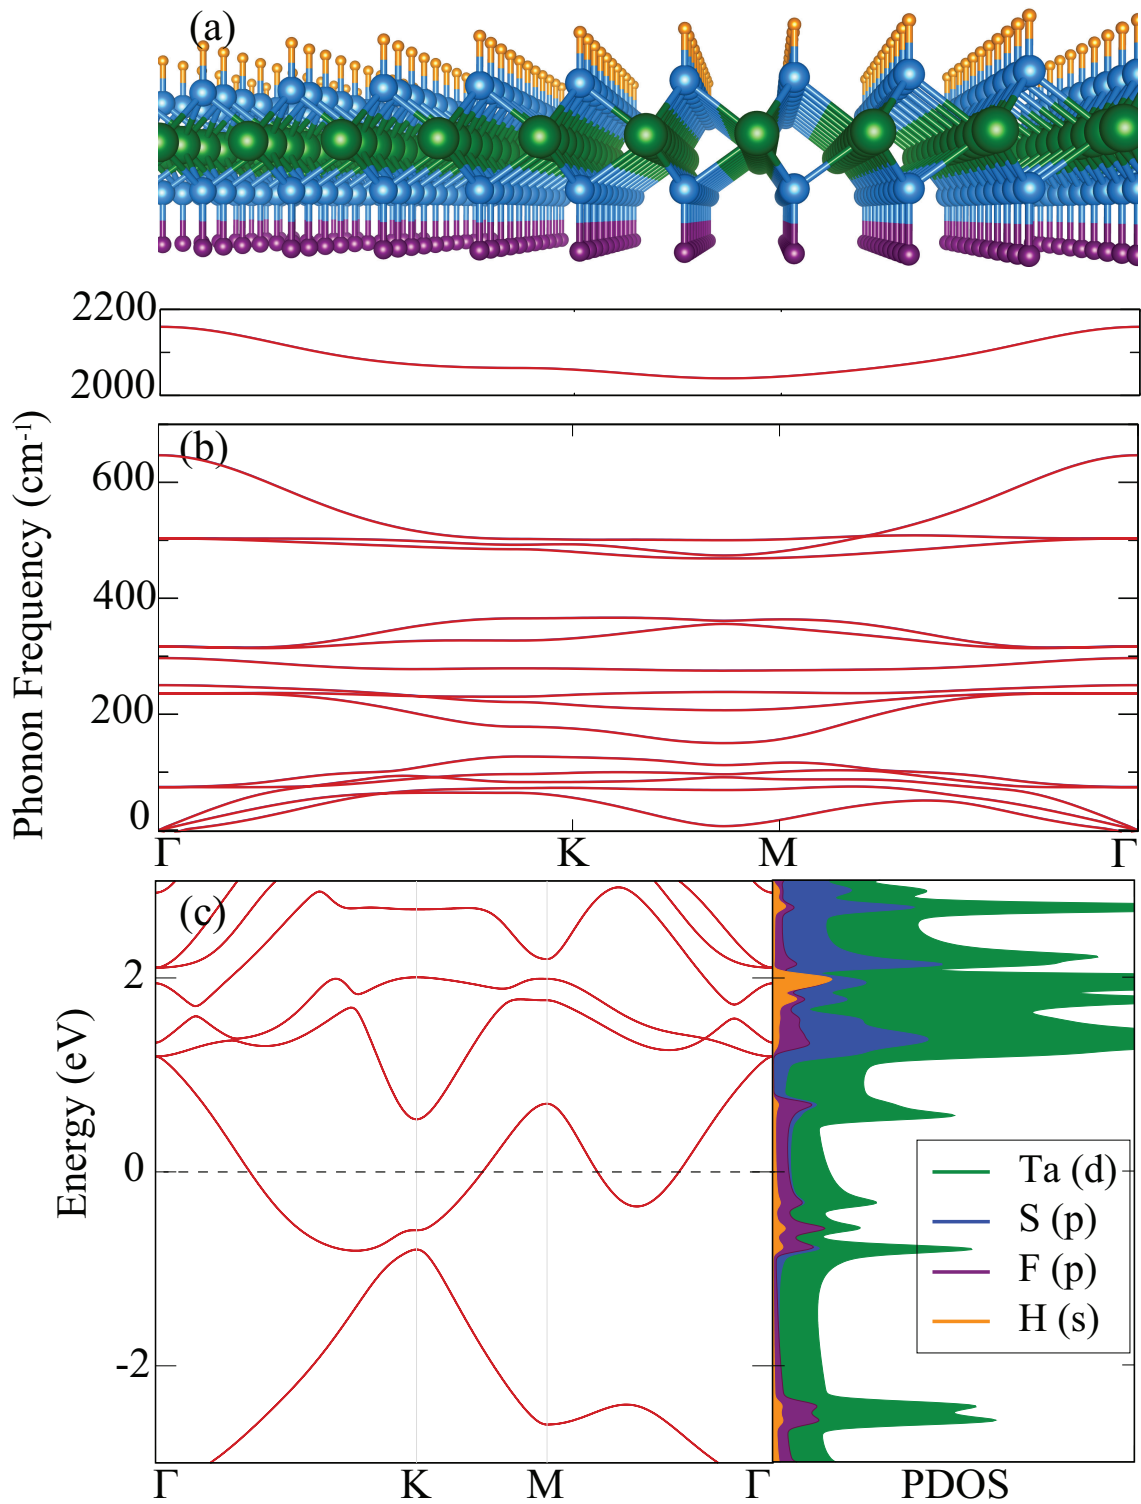 (a)
2200
2000
(b)
Phonon Frequency (cm-1)
600
400
200
0
Γ K M Γ
(c)
Energy (eV)
2
0
-2
Ta (d)
S (p)
F (p)
H (s)
Γ K M Γ PDOS